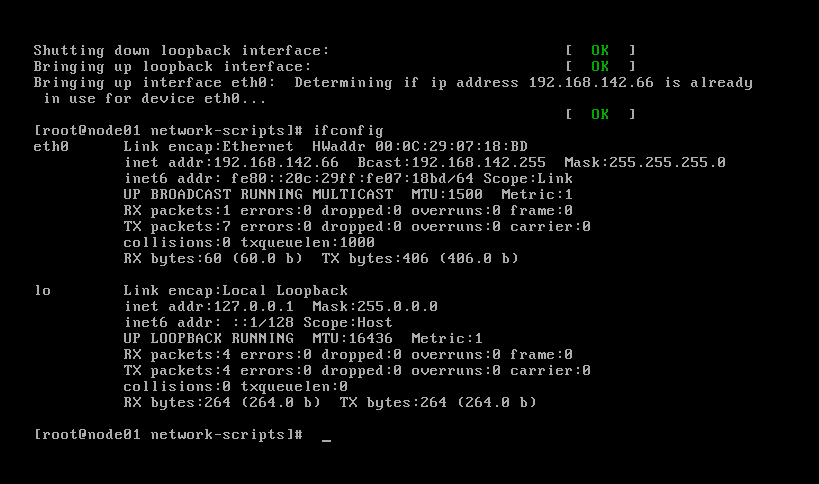 Shutting down loopback interface:                          [  OK  ]
Bringing up loopback interface:                            [  OK  ]
Bringing up interface eth0:  Determining if ip address 192.168.142.66 is already
 in use for device eth0...
                                                           [  OK  ]
[root@node01 network-scripts]# ifconfig
eth0      Link encap:Ethernet  HWaddr 00:0C:29:07:18:BD
          inet addr:192.168.142.66  Bcast:192.168.142.255  Mask:255.255.255.0
          inet6 addr: fe80::20c:29ff:fe07:18bd/64 Scope:Link
          UP BROADCAST RUNNING MULTICAST  MTU:1500  Metric:1
          RX packets:1 errors:0 dropped:0 overruns:0 frame:0
          TX packets:7 errors:0 dropped:0 overruns:0 carrier:0
          collisions:0 txqueuelen:1000
          RX bytes:60 (60.0 b)  TX bytes:406 (406.0 b)

lo        Link encap:Local Loopback
          inet addr:127.0.0.1  Mask:255.0.0.0
          inet6 addr: ::1/128 Scope:Host
          UP LOOPBACK RUNNING  MTU:16436  Metric:1
          RX packets:4 errors:0 dropped:0 overruns:0 frame:0
          TX packets:4 errors:0 dropped:0 overruns:0 carrier:0
          collisions:0 txqueuelen:0
          RX bytes:264 (264.0 b)  TX bytes:264 (264.0 b)

[root@node01 network-scripts]#  _